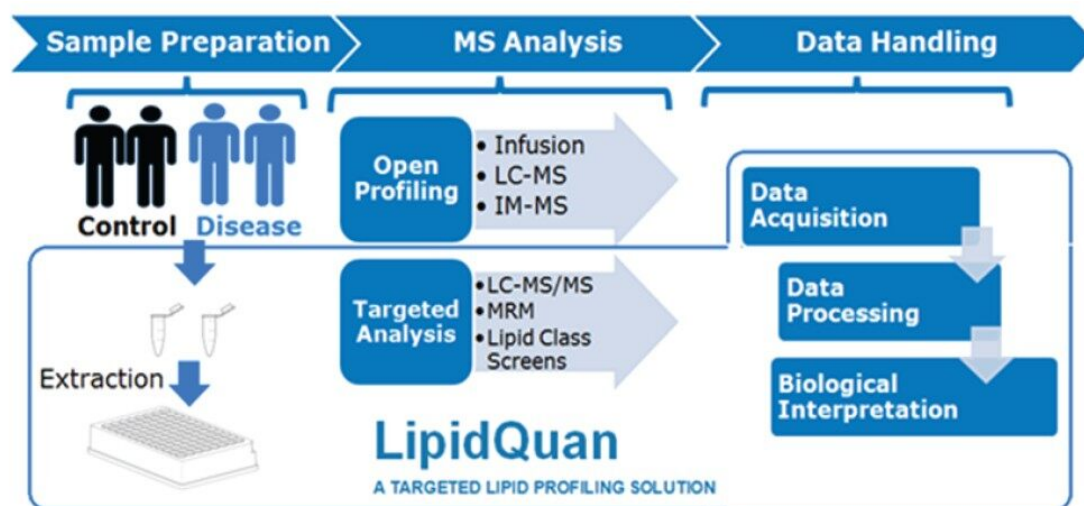 Sample Preparation
MS Analysis
Data Handling
Control Disease
Extraction
Open
Profiling
• Infusion
• LC-MS
• IM-MS
Targeted
Analysis
•LC-MS/MS
•MRM
•Lipid Class
Screens
LipidQuan
A TARGETED LIPID PROFILING SOLUTION
Data
Acquisition
Data
Processing
Biological
Interpretation